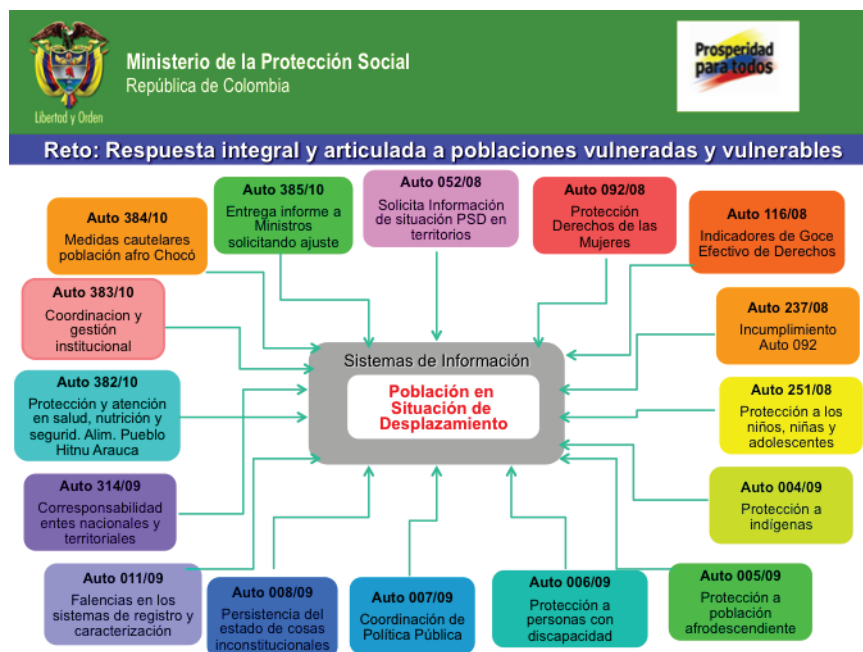 Ministerio de la Protección Social
República de Colombia
Libertad y Orden
Prosperidad
para todos
Reto: Respuesta integral y articulada a poblaciones vulneradas y vulnerables
Auto 384/10
Medidas cautelares
población afro Chocó
Auto 385/10
Entrega informe a
Ministros
solicitando ajuste
Auto 052/08
Solicita Información
de situación PSD en
territorios
Auto 092/08
Protección
Derechos de las
Mujeres
Auto 116/08
Indicadores de Goce
Efectivo de Derechos
Auto 383/10
Coordinacion y
gestión
institucional
Auto 237/08
Incumplimiento
Auto 092
Sistemas de Información
Población en
Situación de
Desplazamiento
Auto 382/10
Protección y atención
en salud, nutrición y
segurid. Alim. Pueblo
Hitnu Arauca
Auto 251/08
Protección a los
niños, niñas y
adolescentes
Auto 314/09
Corresponsabilidad
entes nacionales y
territoriales
Auto 004/09
Protección a
indígenas
Auto 011/09
Falencias en los
sistemas de registro y
caracterización
Auto 008/09
Persistencia del
estado de cosas
inconstitucionales
Auto 007/09
Coordinación de
Política Pública
Auto 006/09
Protección a
personas con
discapacidad
Auto 005/09
Protección a
población
afrodescendiente